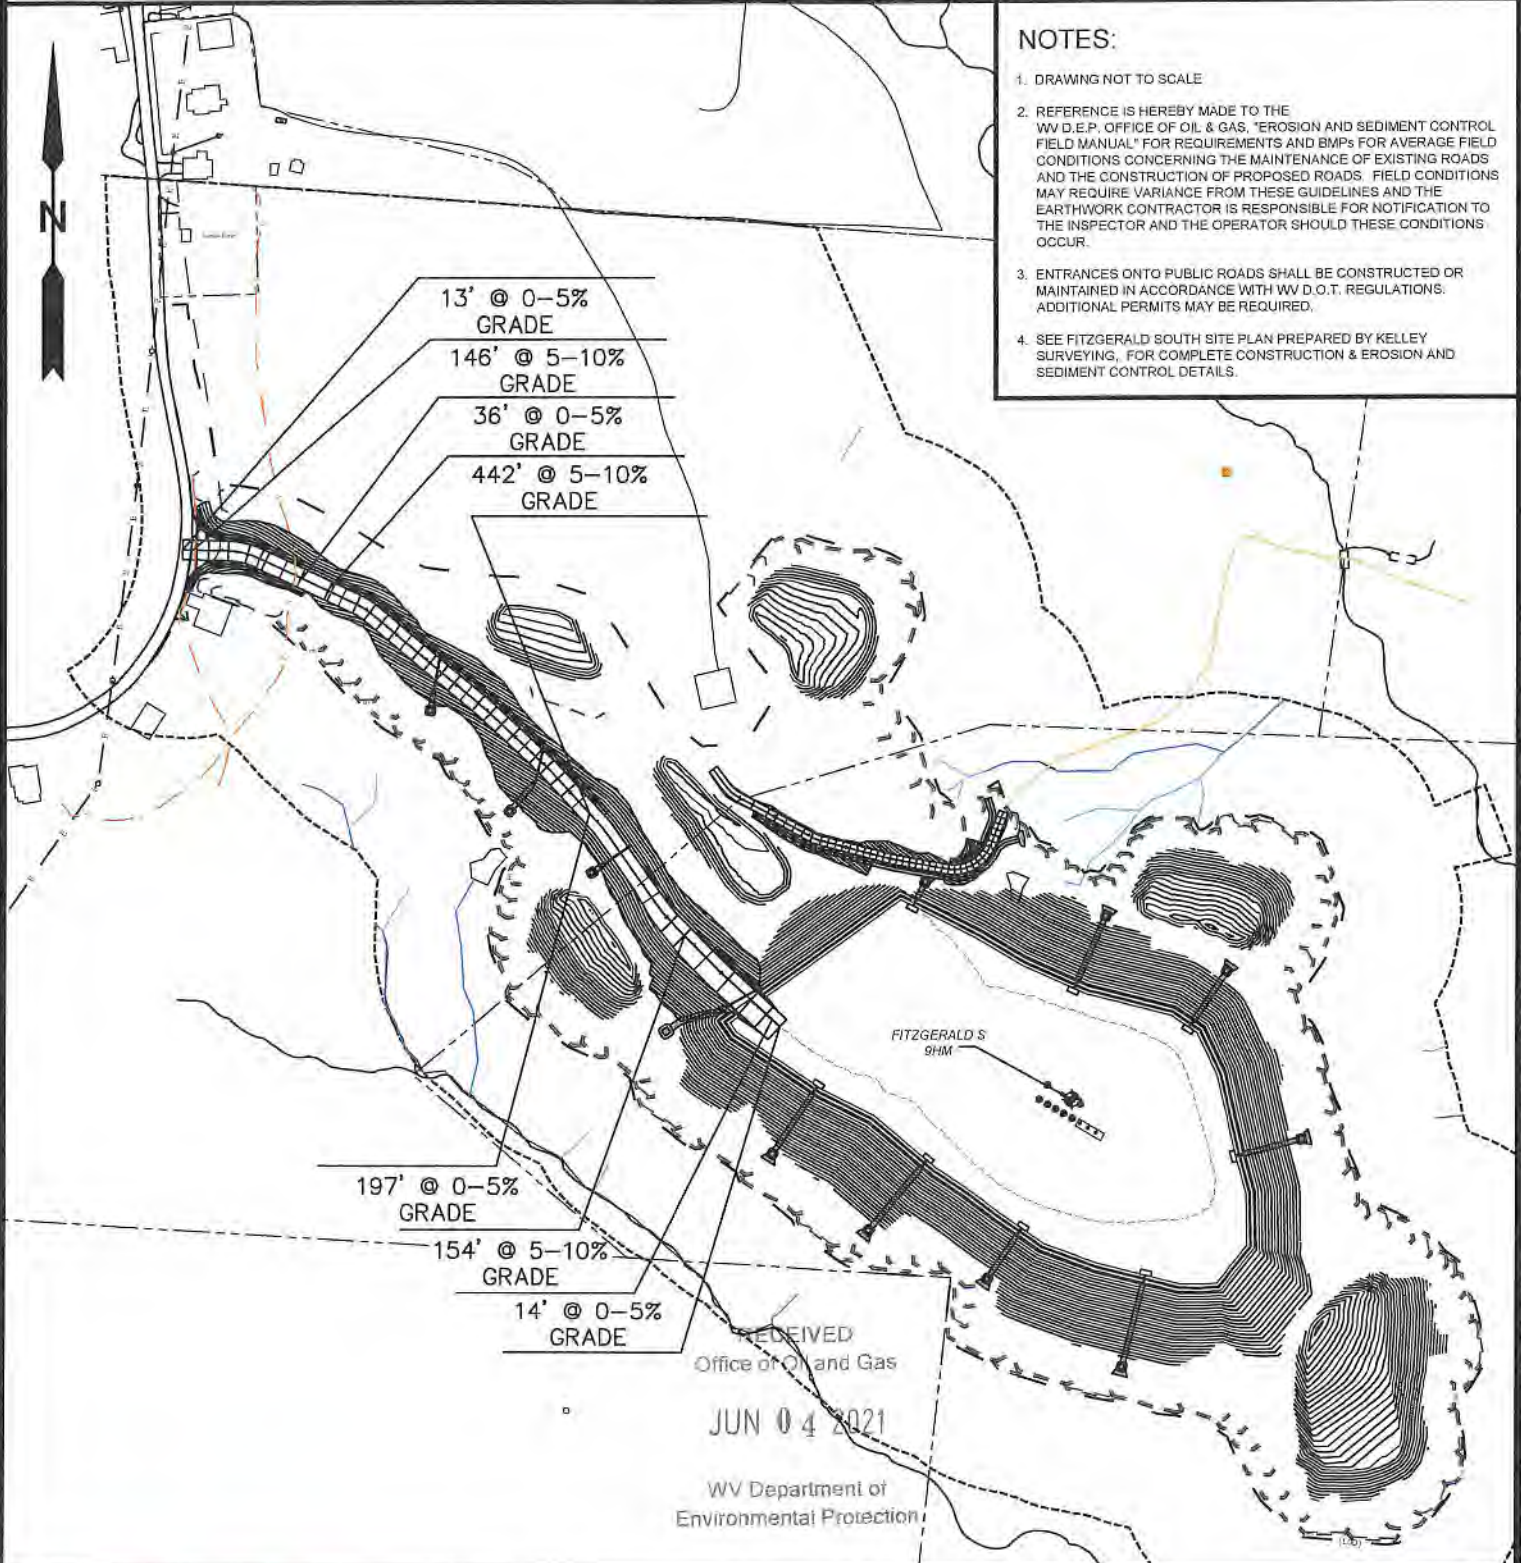 NOTES:
1. DRAWING NOT TO SCALE
2. REFERENCE IS HEREBY MADE TO THE
WV D.E.P. OFFICE OF OIL & GAS, "EROSION AND SEDIMENT CONTROL
FIELD MANUAL" FOR REQUIREMENTS AND BMPs FOR AVERAGE FIELD
CONDITIONS CONCERNING THE MAINTENANCE OF EXISTING ROADS
AND THE CONSTRUCTION OF PROPOSED ROADS. FIELD CONDITIONS
MAY REQUIRE VARIANCE FROM THESE GUIDELINES AND THE
EARTHWORK CONTRACTOR IS RESPONSIBLE FOR NOTIFICATION TO
THE INSPECTOR AND THE OPERATOR SHOULD THESE CONDITIONS
OCCUR.
3. ENTRANCES ONTO PUBLIC ROADS SHALL BE CONSTRUCTED OR
MAINTAINED IN ACCORDANCE WITH WV D.O.T. REGULATIONS.
ADDITIONAL PERMITS MAY BE REQUIRED.
4. SEE FITZGERALD SOUTH SITE PLAN PREPARED BY KELLEY
SURVEYING, FOR COMPLETE CONSTRUCTION & EROSION AND
SEDIMENT CONTROL DETAILS.
N
13' @ 0-5%
GRADE
146' @ 5-10%
GRADE
36' @ 0-5%
GRADE
442' @ 5-10%
GRADE
FITZGERALD S
9HM
197' @ 0-5%
GRADE
154' @ 5-10%
GRADE
14' @ 0-5%
GRADE
RECEIVED
Office of Oil and Gas
JUN 04 2021
WV Department of
Environmental Protection